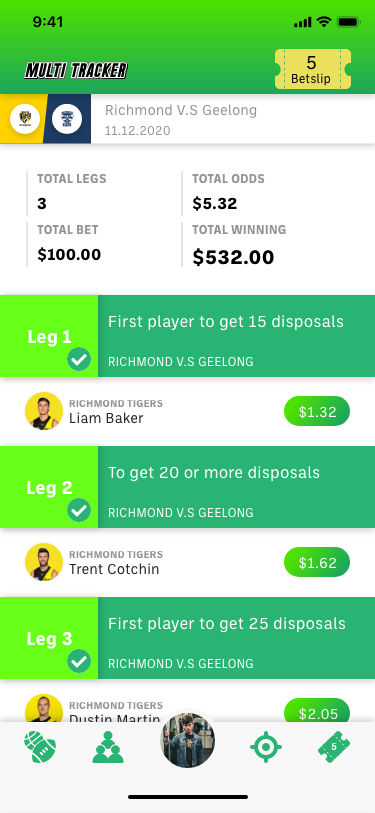 9:41
MULTI TRACKER
5
Betslip
Richmond V.S Geelong
11.12.2020
TOTAL LEGS
3
TOTAL ODDS
$5.32
TOTAL BET
$100.00
TOTAL WINNING
$532.00
Leg 1
First player to get 15 disposals
RICHMOND V.S GEELONG
RICHMOND TIGERS
Liam Baker
$1.32
Leg 2
To get 20 or more disposals
RICHMOND V.S GEELONG
RICHMOND TIGERS
Trent Cotchin
$1.62
Leg 3
First player to get 25 disposals
RICHMOND V.S GEELONG
RICHMOND TIGERS
Dustin Martin
$2.05
5